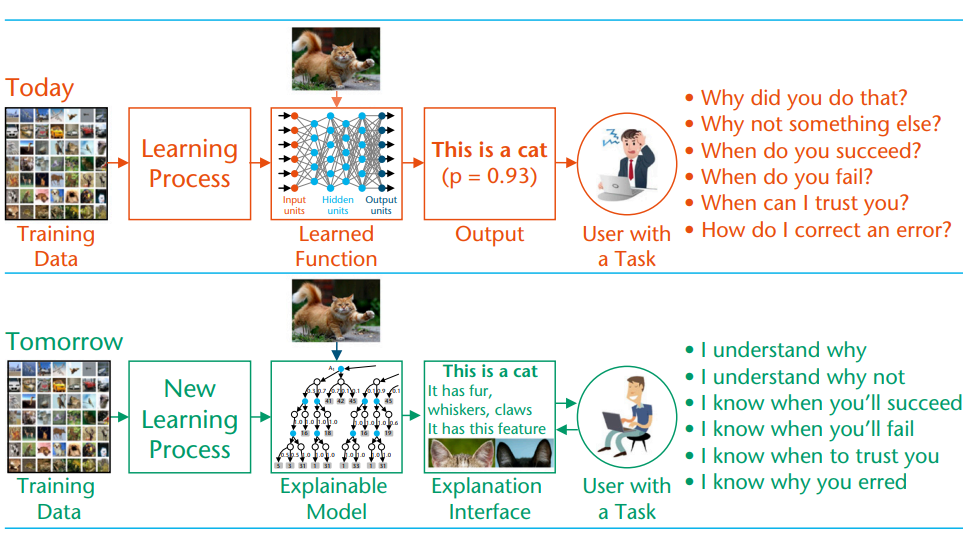 Today
Learning
Process
This is a cat
(p = 0.93)
Input
units
Hidden
units
Output
units
Training
Data
Learned
Function
Output
User with
a Task
• Why did you do that?
• Why not something else?
• When do you succeed?
• When do you fail?
• When can I trust you?
• How do I correct an error?
Tomorrow
New
Learning
Process
A₁
41 42 45
This is a cat
It has fur,
whiskers, claws
It has this feature
Training
Data
Explainable
Model
Explanation
Interface
User with
a Task
• I understand why
• I understand why not
• I know when you’ll succeed
• I know when you’ll fail
• I know when to trust you
• I know why you erred